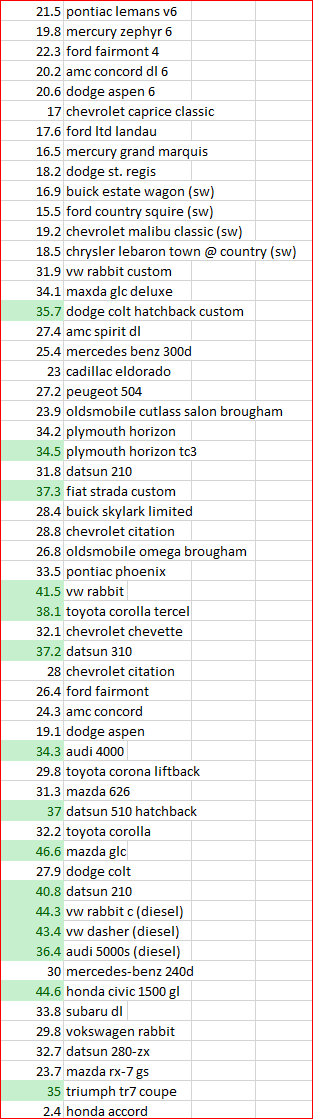 21.5 pontiac lemans v6
19.8 mercury zephyr 6
22.3 ford fairmont 4
20.2 amc concord dl 6
20.6 dodge aspen 6
17 chevrolet caprice classic
17.6 ford ltd landau
16.5 mercury grand marquis
18.2 dodge st. regis
16.9 buick estate wagon (sw)
15.5 ford country squire (sw)
19.2 chevrolet malibu classic (sw)
18.5 chrysler lebaron town @ country (sw)
31.9 vw rabbit custom
34.1 maxda glc deluxe
35.7 dodge colt hatchback custom
27.4 amc spirit dl
25.4 mercedes benz 300d
23 cadillac eldorado
27.2 peugeot 504
23.9 oldsmobile cutlass salon brougham
34.2 plymouth horizon
34.5 plymouth horizon tc3
31.8 datsun 210
37.3 fiat strada custom
28.4 buick skylark limited
28.8 chevrolet citation
26.8 oldsmobile omega brougham
33.5 pontiac phoenix
41.5 vw rabbit
38.1 toyota corolla tercel
32.1 chevrolet chevette
37.2 datsun 310
28 chevrolet citation
26.4 ford fairmont
24.3 amc concord
19.1 dodge aspen
34.3 audi 4000
29.8 toyota corona liftback
31.3 mazda 626
37 datsun 510 hatchback
32.2 toyota corolla
46.6 mazda glc
27.9 dodge colt
40.8 datsun 210
44.3 vw rabbit c (diesel)
43.4 vw dasher (diesel)
36.4 audi 5000s (diesel)
30 mercedes-benz 240d
44.6 honda civic 1500 gl
33.8 subaru dl
29.8 vokswagen rabbit
32.7 datsun 280-zx
23.7 mazda rx-7 gs
35 triumph tr7 coupe
2.4 honda accord